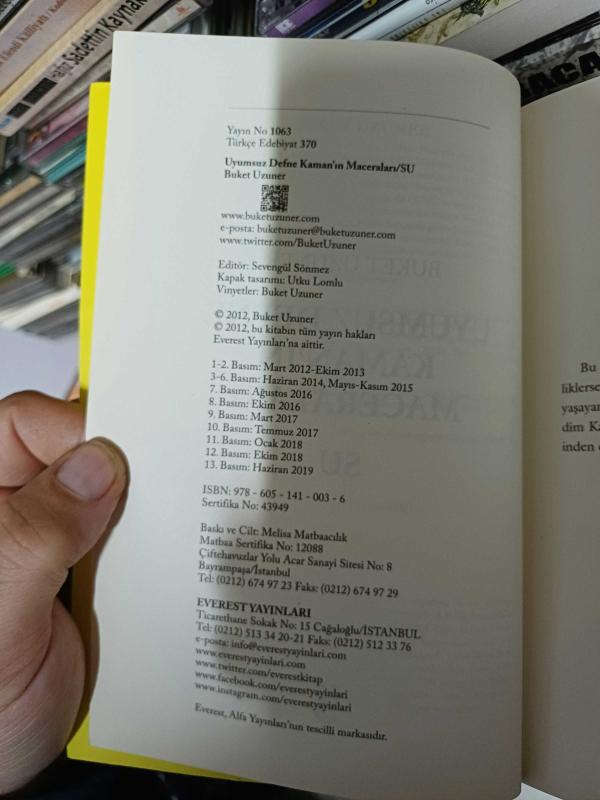 Sadettin Kaynak
Yayın No 1063
Türkçe Edebiyat 370
Uyumsuz Defne Kaman'ın Maceraları/SU
Buket Uzuner
www.buketuzuner.com
e-posta: buketuzuner@buketuzuner.com
www.twitter.com/BuketUzuner
Editör: Sevengül Sönmez
Kapak tasarımı: Utku Lomlu
Vinyetler: Buket Uzuner
© 2012, Buket Uzuner
© 2012, bu kitabın tüm yayın hakları
Everest Yayınları'na aittir.
1-2. Basım: Mart 2012-Ekim 2013
3-6. Basım: Haziran 2014, Mayıs-Kasım 2015
7. Basım: Ağustos 2016
8. Basım: Ekim 2016
9. Basım: Mart 2017
10. Basım: Temmuz 2017
11. Basım: Ocak 2018
12. Basım: Ekim 2018
13. Basım: Haziran 2019
ISBN: 978 - 605 - 141 - 003 - 6
Sertifika No: 43949
Baskı ve Cilt: Melisa Matbaacılık
Matbaa Sertifika No: 12088
Çiftehavuzlar Yolu Acar Sanayi Sitesi No: 8
Bayrampaşa/İstanbul
Tel: (0212) 674 97 23 Faks: (0212) 674 97 29
EVEREST YAYINLARI
Ticarethane Sokak No: 15 Cağaloğlu/İSTANBUL
Tel: (0212) 513 34 20-21 Faks: (0212) 512 33 76
e-posta: info@everestyayinlari.com
www.everestyayinlari.com
www.twitter.com/everestkitap
www.facebook.com/everestyayinlari
www.instagram.com/everestyayinlari
Everest, Alfa Yayınları'nın tescilli markasıdır.
Bu
liklerse
yaşayan
dim Ka
inden